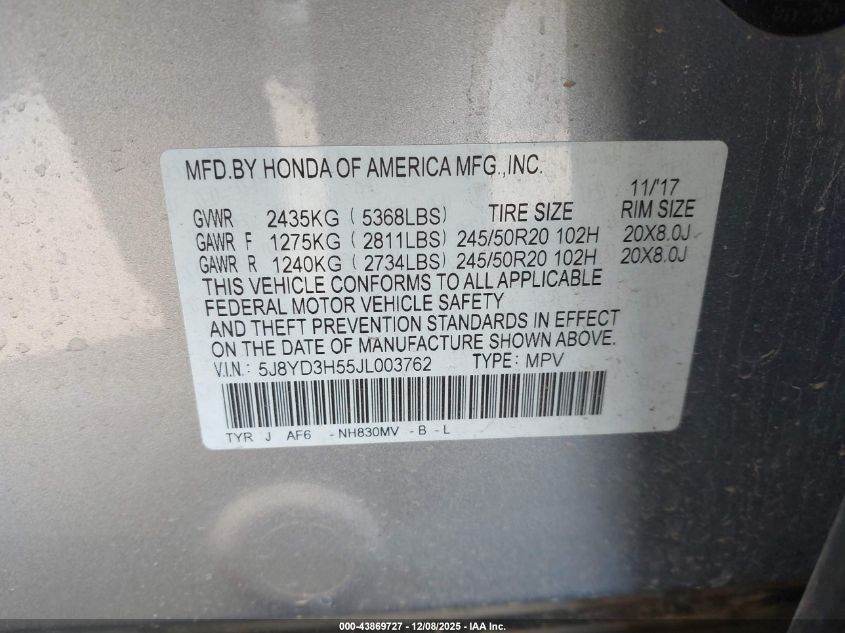 MFD.BY HONDA OF AMERICA MFG.,INC.
11/'17
GVWR 2435KG ( 5368LBS) TIRE SIZE RIM SIZE
GAWR F 1275KG ( 2811LBS) 245/50R20 102H 20X8.0J
GAWR R 1240KG ( 2734LBS) 245/50R20 102H 20X8.0J
THIS VEHICLE CONFORMS TO ALL APPLICABLE
FEDERAL MOTOR VEHICLE SAFETY
AND THEFT PREVENTION STANDARDS IN EFFECT
ON THE DATE OF MANUFACTURE SHOWN ABOVE.
V.I.N.: 5J8YD3H55JL003762 TYPE: MPV
TYR J AF6 -NH830MV -B -L
000-43869727 - 12/08/2025 - IAA Inc.